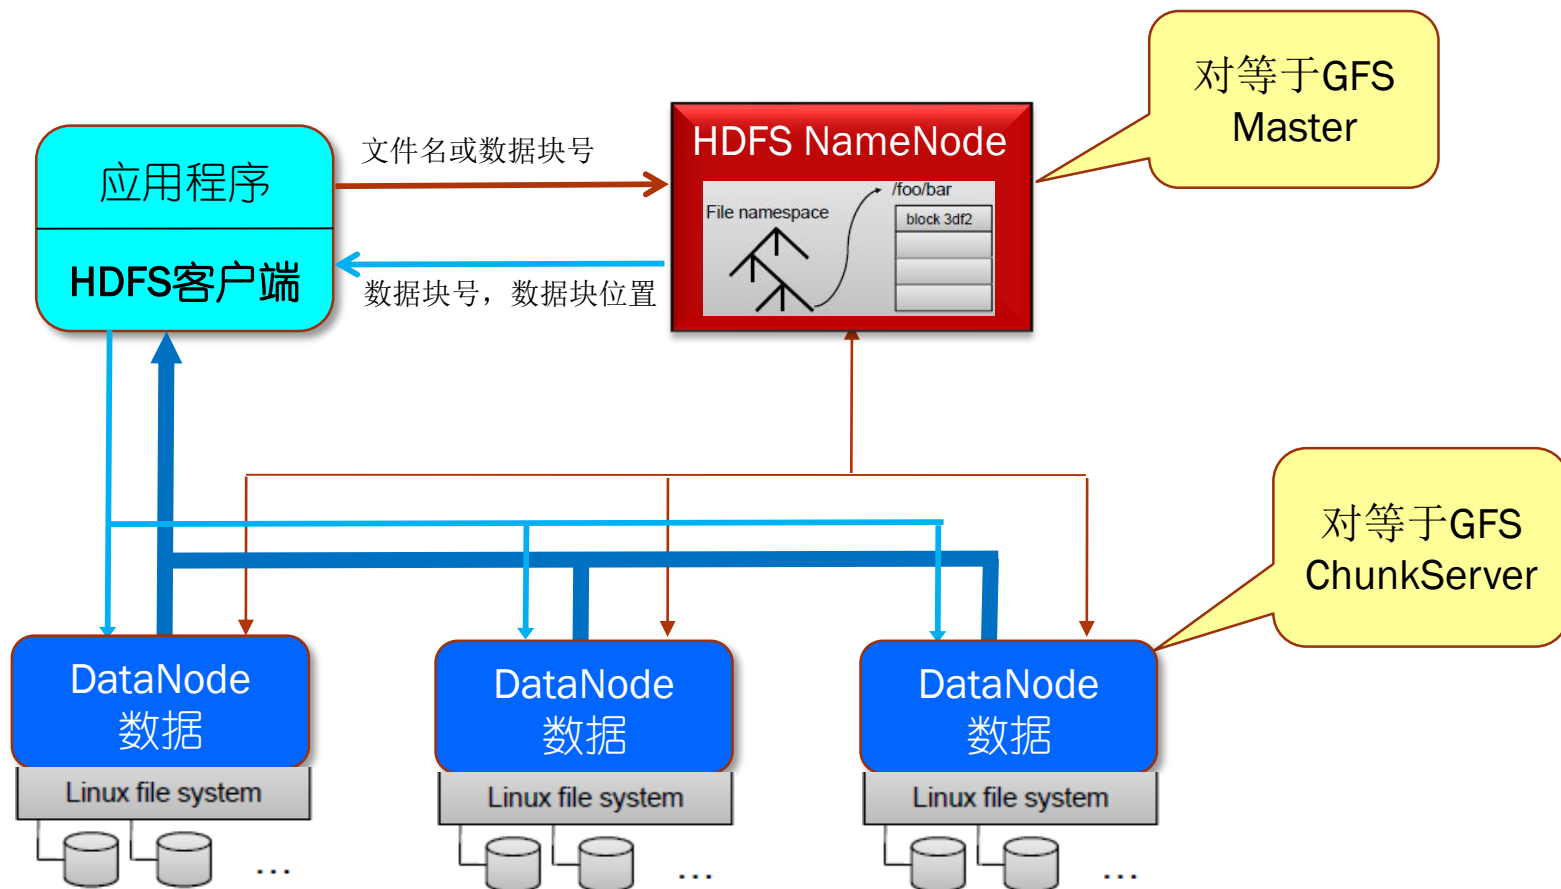 对等于GFS
Master
HDFS NameNode
文件名或数据块号
应用程序
/foo/bar
File namespace
block 3df2
HDFS客户端
数据块号，数据块位置
对等于GFS
ChunkServer
DataNode
数据
DataNode
数据
DataNode
数据
Linux file system
Linux file system
Linux file system
...
...
...